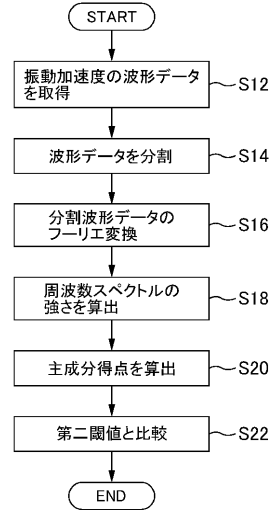 START
振動加速度の波形データ
を取得
S12
波形データを分割
S14
分割波形データの
フーリエ変換
S16
周波数スペクトルの
強さを算出
S18
主成分得点を算出
S20
第二閾値と比較
S22
END